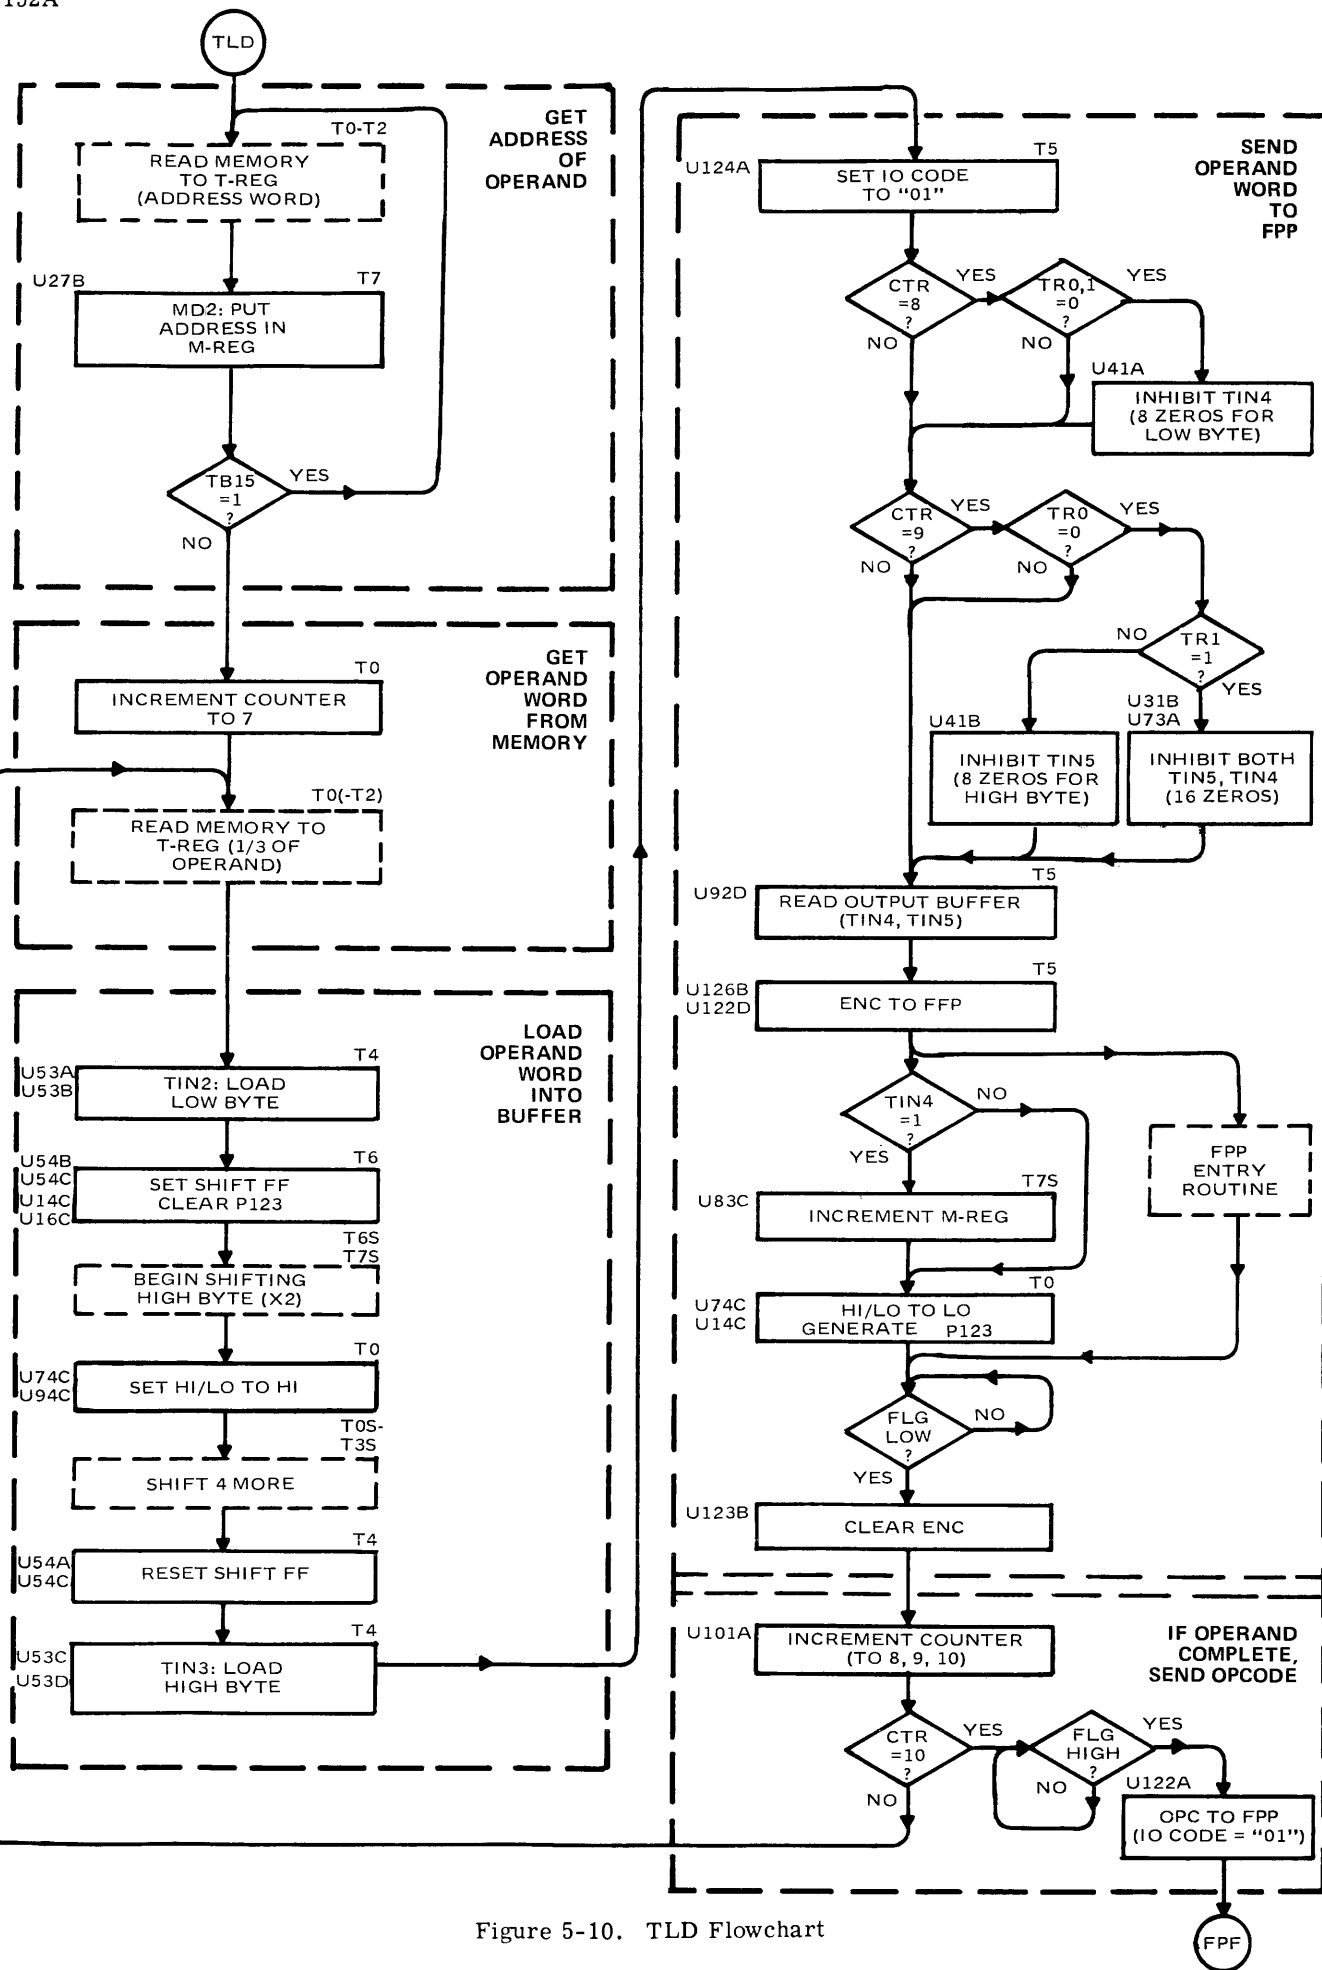 152A
TLD
GET
ADDRESS
OF
OPERAND
T0-T2
READ MEMORY
TO T-REG
(ADDRESS WORD)
U27B
T7
MD2: PUT
ADDRESS IN
M-REG
TB15
=1
?
YES
NO
GET
OPERAND
WORD
FROM
MEMORY
T0
INCREMENT COUNTER
TO 7
T0(-T2)
READ MEMORY TO
T-REG (1/3 OF
OPERAND)
LOAD
OPERAND
WORD
INTO
BUFFER
T4
U53A
U53B
TIN2: LOAD
LOW BYTE
U54B
U54C
U14C
U16C
T6
SET SHIFT FF
CLEAR P123
T6S
T7S
BEGIN SHIFTING
HIGH BYTE (X2)
T0
U74C
U94C
SET HI/LO TO HI
T0S-
T3S
SHIFT 4 MORE
T4
U54A
U54C
RESET SHIFT FF
T4
U53C
U53D
TIN3: LOAD
HIGH BYTE
SEND
OPERAND
WORD
TO
FPP
U124A
T5
SET IO CODE
TO "01"
CTR
=8
?
YES
NO
TR0,1
=0
?
YES
NO
U41A
INHIBIT TIN4
(8 ZEROS FOR
LOW BYTE)
CTR
=9
?
YES
NO
TR0
=0
?
YES
NO
TR1
=1
?
NO
YES
U41B
INHIBIT TIN5
(8 ZEROS FOR
HIGH BYTE)
U31B
U73A
INHIBIT BOTH
TIN5, TIN4
(16 ZEROS)
U92D
T5
READ OUTPUT BUFFER
(TIN4, TIN5)
T5
U126B
U122D
ENC TO FFP
TIN4
=1
?
NO
YES
FPP
ENTRY
ROUTINE
U83C
T7S
INCREMENT M-REG
T0
U74C
U14C
HI/LO TO LO
GENERATE P123
FLG
LOW
?
NO
YES
U123B
CLEAR ENC
IF OPERAND
COMPLETE,
SEND OPCODE
U101A
INCREMENT COUNTER
(TO 8, 9, 10)
CTR
=10
?
YES
NO
FLG
HIGH
?
YES
NO
U122A
OPC TO FPP
(IO CODE = "01")
FPF
Figure 5-10. TLD Flowchart